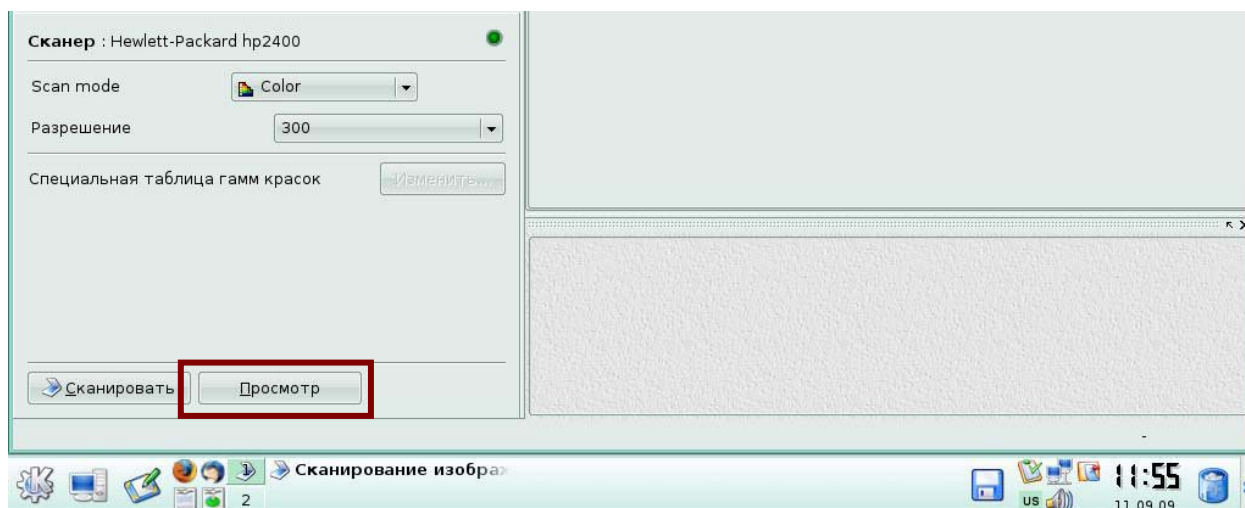 Сканер : Hewlett-Packard hp2400
Scan mode
Color
Разрешение
300
Специальная таблица гамм красок
Изменить...
Сканировать
Просмотр
-
2
Сканирование изобраз
US
11:55
11.09.09